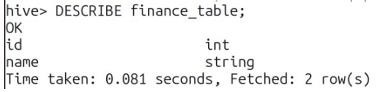 hive> DESCRIBE finance_table;
OK
id                      int
name                    string
Time taken: 0.081 seconds, Fetched: 2 row(s)